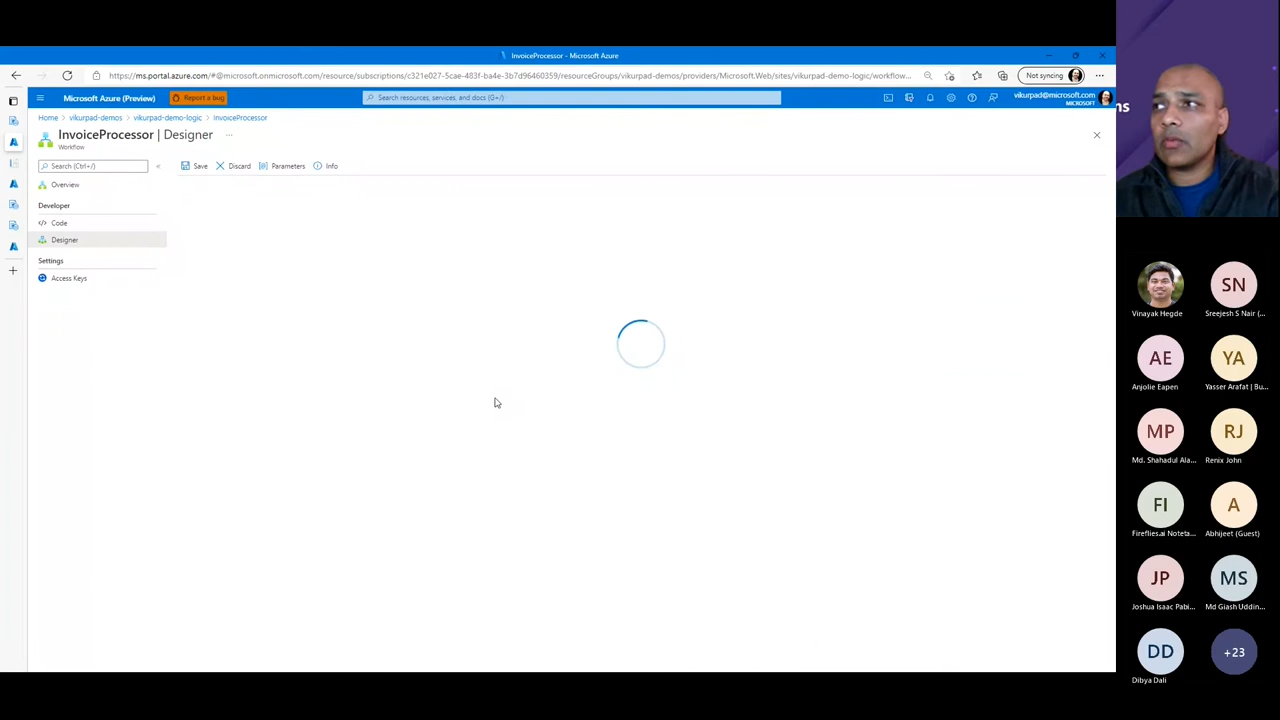 InvoiceProcessor - Microsoft Azure
https://ms.portal.azure.com/#@microsoft.onmicrosoft.com/resource/subscriptions/c321e027-5cae-483f-ba4e-3b7d96460359/resourceGroups/vikurpad-demos/providers/Microsoft.Web/sites/vikurpad-demo-logic/workflow...
Not syncing
Microsoft Azure (Preview)
Report a bug
Search resources, services, and docs (G+/)
vikurpad@microsoft.com
MICROSOFT
ms
Home > vikurpad-demos > vikurpad-demo-logic > InvoiceProcessor
InvoiceProcessor | Designer ...
Workflow
Search (Ctrl+/)
«
Save
Discard
Parameters
Info
Overview
Developer
Code
Designer
Settings
Access Keys
Vinayak Hegde
SN
Sreejesh S Nair (...
AE
Anjolie Eapen
YA
Yasser Arafat | Bu...
MP
Md. Shahadul Ala...
RJ
Renix John
FI
Fireflies.ai Noteta...
A
Abhijeet (Guest)
JP
Joshua Isaac Pabi...
MS
Md Giash Uddin...
DD
Dibya Dali
+23